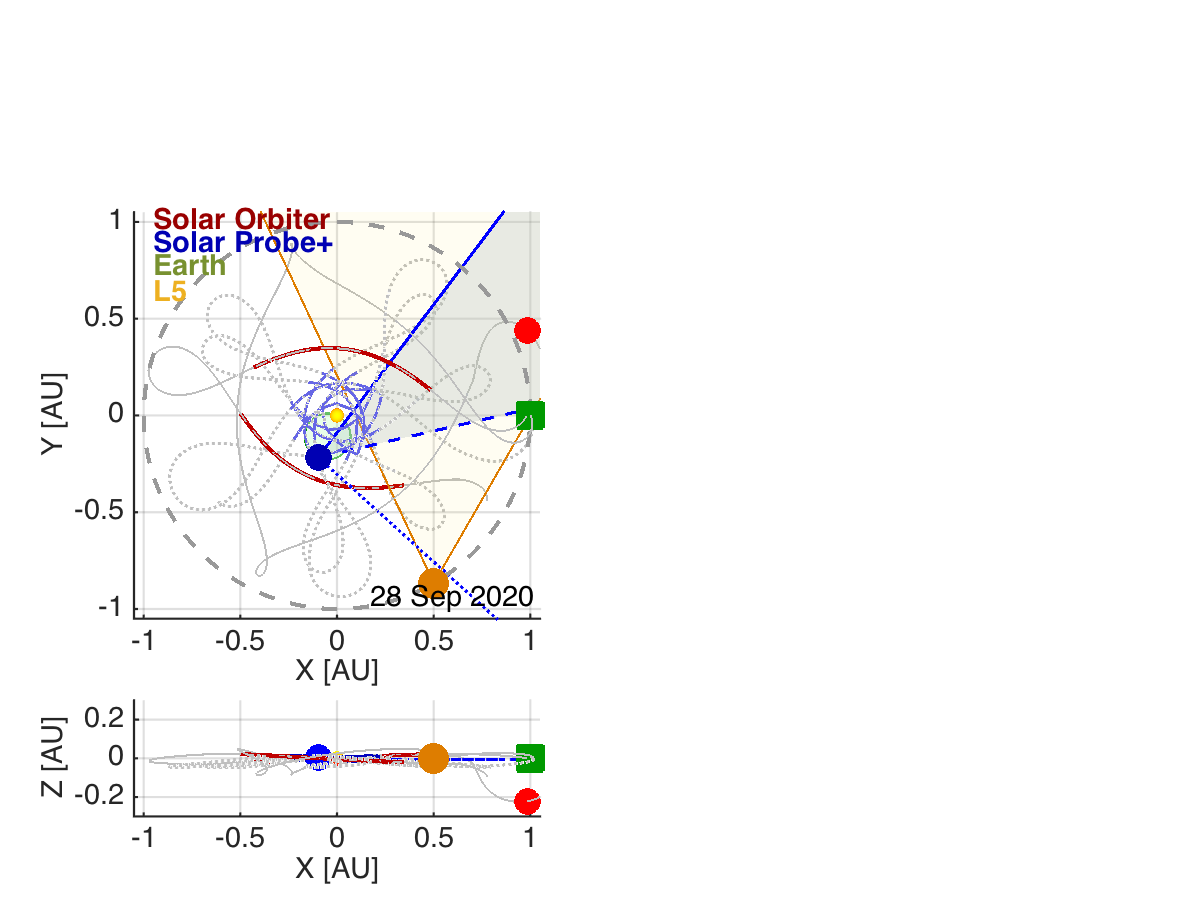 Solar Orbiter
Solar Probe+
Earth
L5
1
0.5
0
-0.5
-1
Y [AU]
28 Sep 2020
-1 -0.5 0 0.5 1
X [AU]
0.2
0
-0.2
Z [AU]
-1 -0.5 0 0.5 1
X [AU]